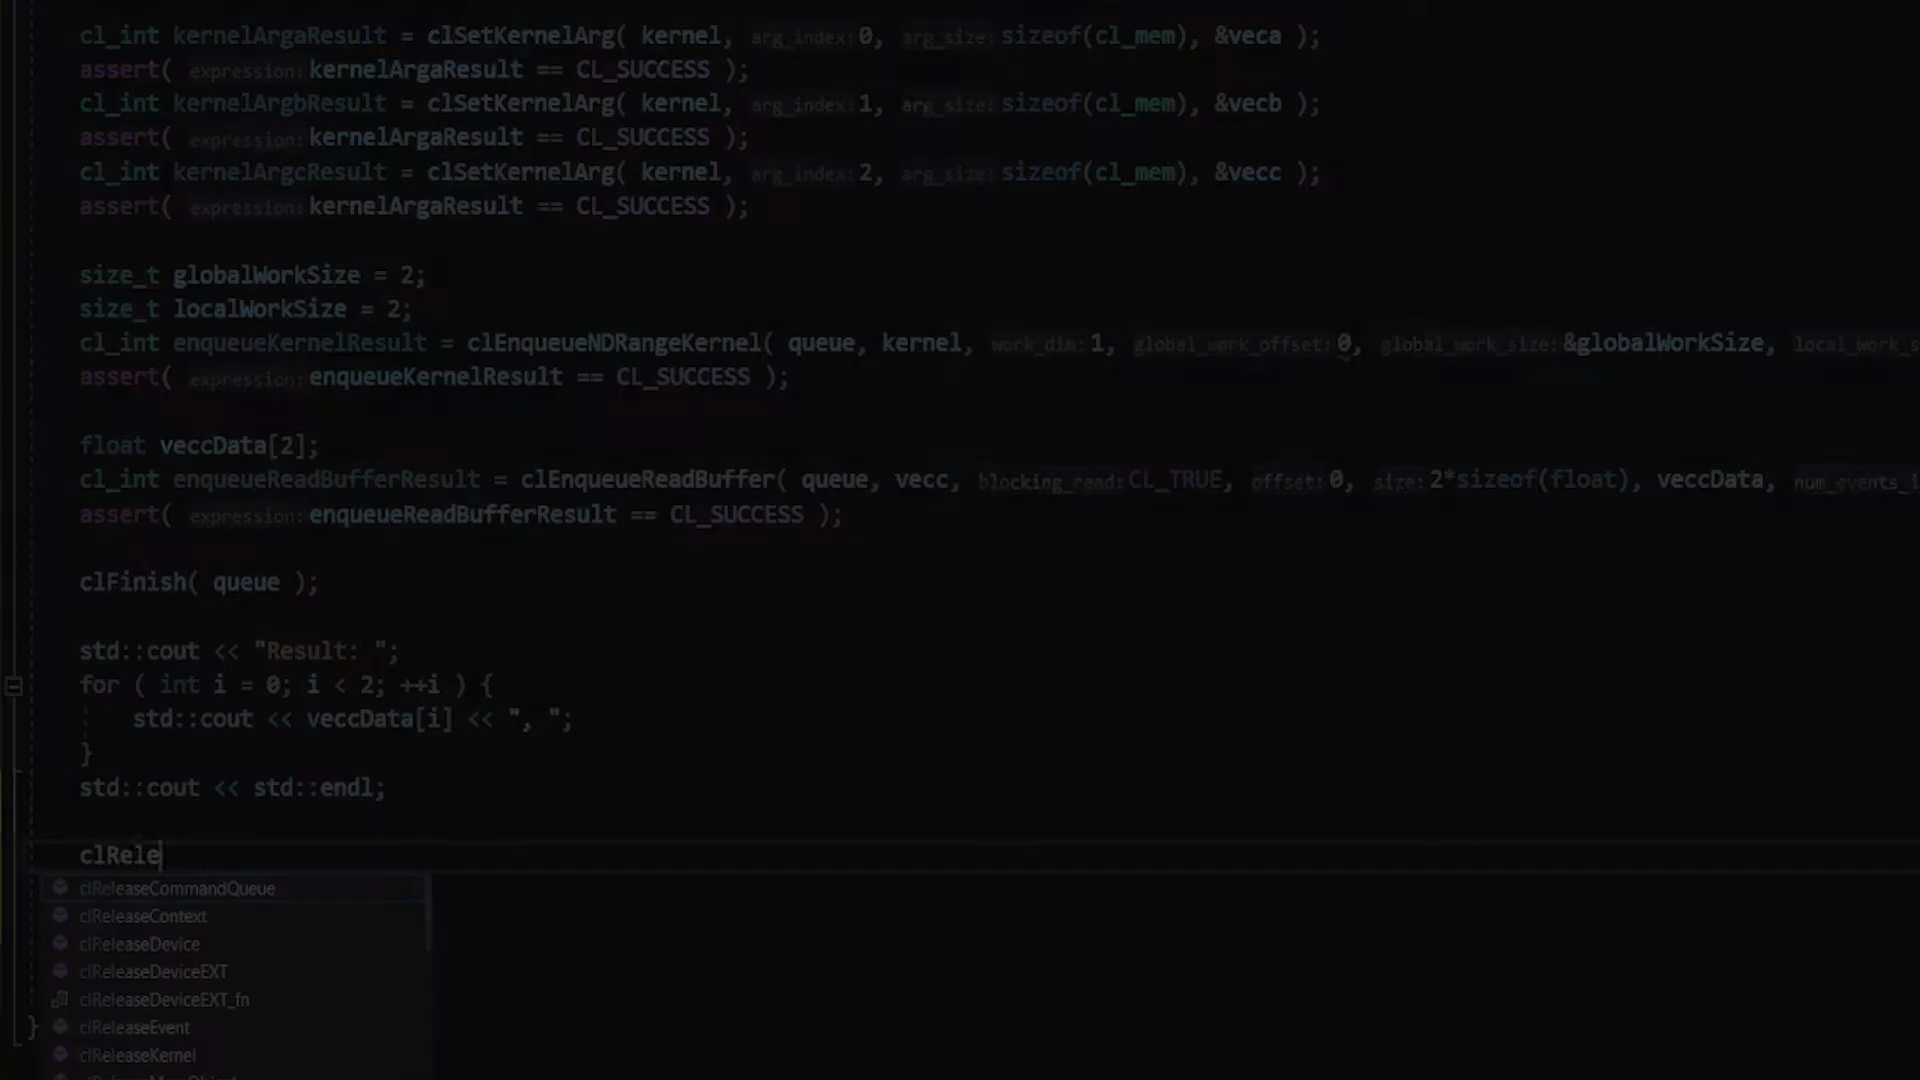 cl_int kernelArgaResult = clSetKernelArg( kernel, arg_index: 0, arg_size: sizeof(cl_mem), &veca );
assert( expression: kernelArgaResult == CL_SUCCESS );
cl_int kernelArgbResult = clSetKernelArg( kernel, arg_index: 1, arg_size: sizeof(cl_mem), &vecb );
assert( expression: kernelArgaResult == CL_SUCCESS );
cl_int kernelArgcResult = clSetKernelArg( kernel, arg_index: 2, arg_size: sizeof(cl_mem), &vecc );
assert( expression: kernelArgaResult == CL_SUCCESS );
size_t globalWorkSize = 2;
size_t localWorkSize = 2;
cl_int enqueueKernelResult = clEnqueueNDRangeKernel( queue, kernel, work_dim: 1, global_work_offset: 0, global_work_size: &globalWorkSize, local_work_s
assert( expression: enqueueKernelResult == CL_SUCCESS );
float veccData[2];
cl_int enqueueReadBufferResult = clEnqueueReadBuffer( queue, vecc, blocking_read: CL_TRUE, offset: 0, size: 2*sizeof(float), veccData, num_events_l
assert( expression: enqueueReadBufferResult == CL_SUCCESS );
clFinish( queue );
std::cout << "Result: ";
for ( int i = 0; i < 2; ++i ) {
std::cout << veccData[i] << ", ";
}
std::cout << std::endl;
clRele
clReleaseCommandQueue
clReleaseContext
clReleaseDevice
clReleaseDeviceEXT
clReleaseDeviceEXT_fn
clReleaseEvent
}
clReleaseKernel